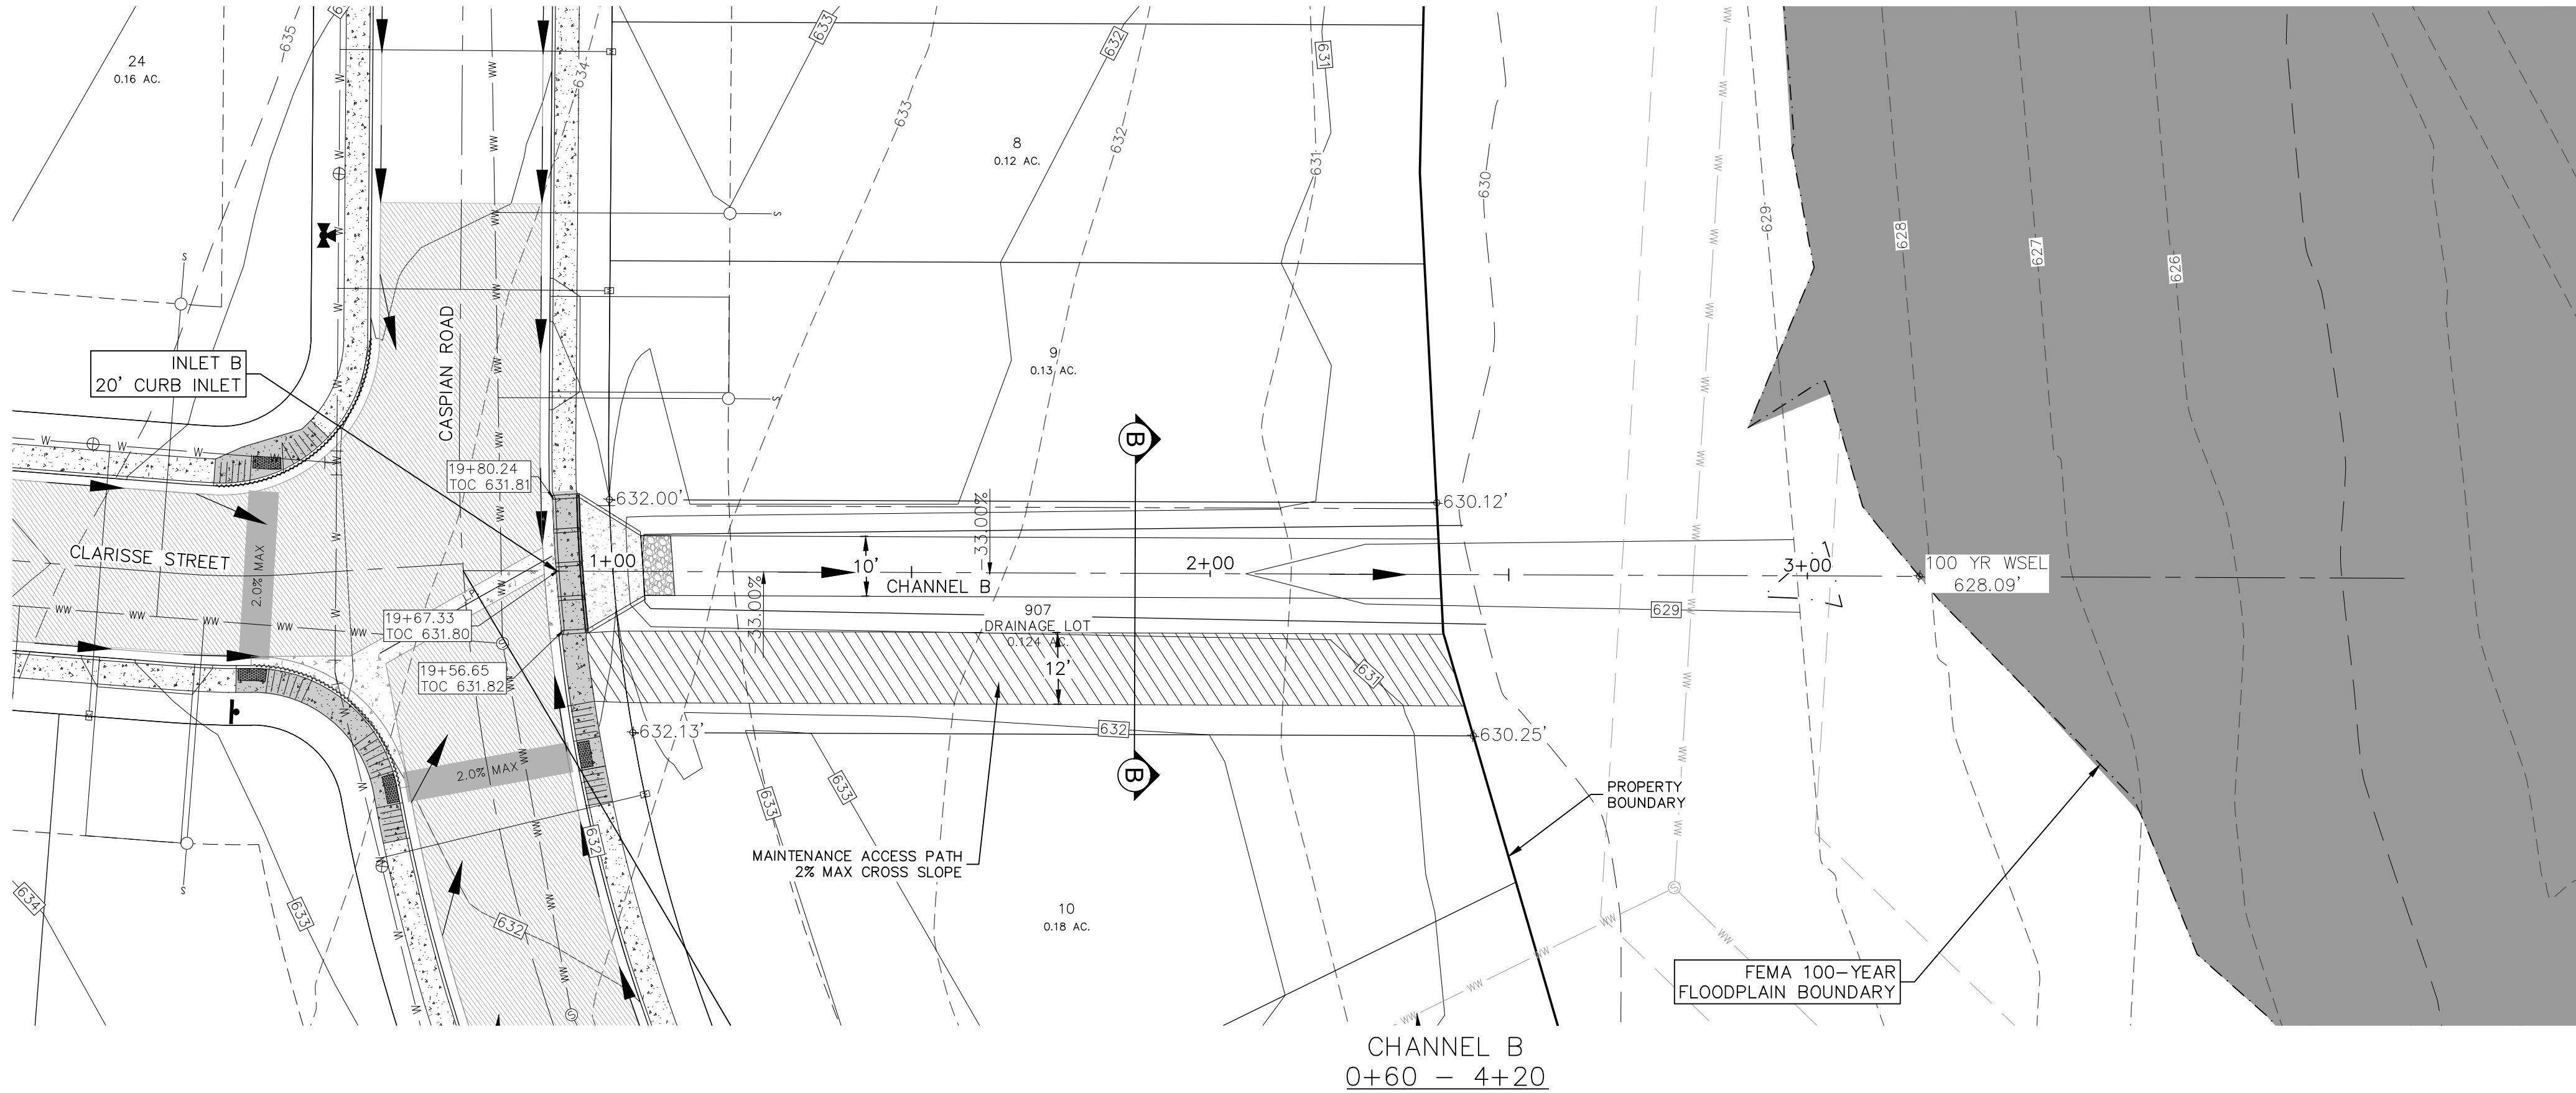 24
0.16 AC.
635
634
633
633
632
632
631
631
630
629
628
627
626
8
0.12 AC.
INLET B
20' CURB INLET
CASPIAN ROAD
9
0.13 AC.
B
19+80.24
TOC 631.81
632.00'
630.12'
-33.00%
CLARISSE STREET
2.0% MAX
1+00
10'
CHANNEL B
2+00
3+00
100 YR WSEL
628.09'
-33.00%
907
DRAINAGE LOT
0.124 AC.
629
19+67.33
TOC 631.80
19+56.65
TOC 631.82
12'
631
632.13'
632
630.25'
B
2.0% MAX
633
633
632
PROPERTY
BOUNDARY
MAINTENANCE ACCESS PATH
2% MAX CROSS SLOPE
10
0.18 AC.
634
633
632
FEMA 100-YEAR
FLOODPLAIN BOUNDARY
CHANNEL B
0+60 - 4+20